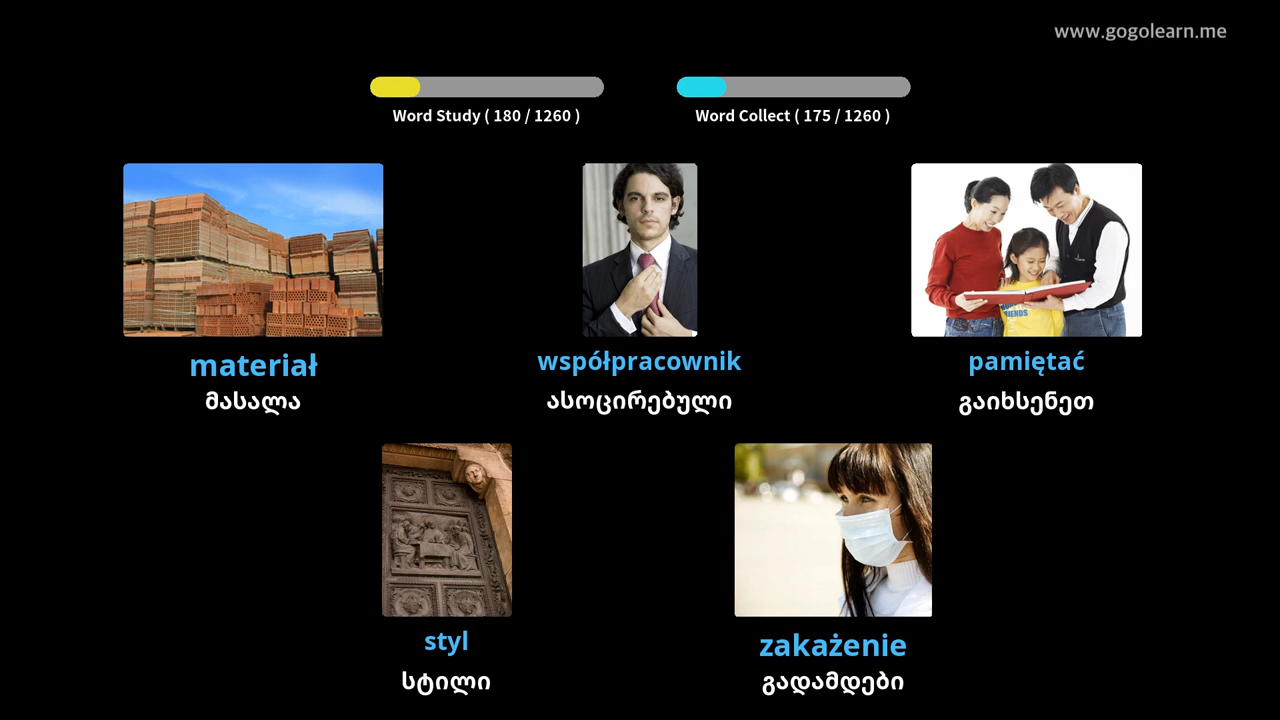 www.gogolearn.me
Word Study ( 180 / 1260 )
Word Collect ( 175 / 1260 )
materiał
współpracownik
pamiętać
მასალა
ასოცირებული
გაიხსენეთ
styl
zakażenie
სტილი
გადამდები